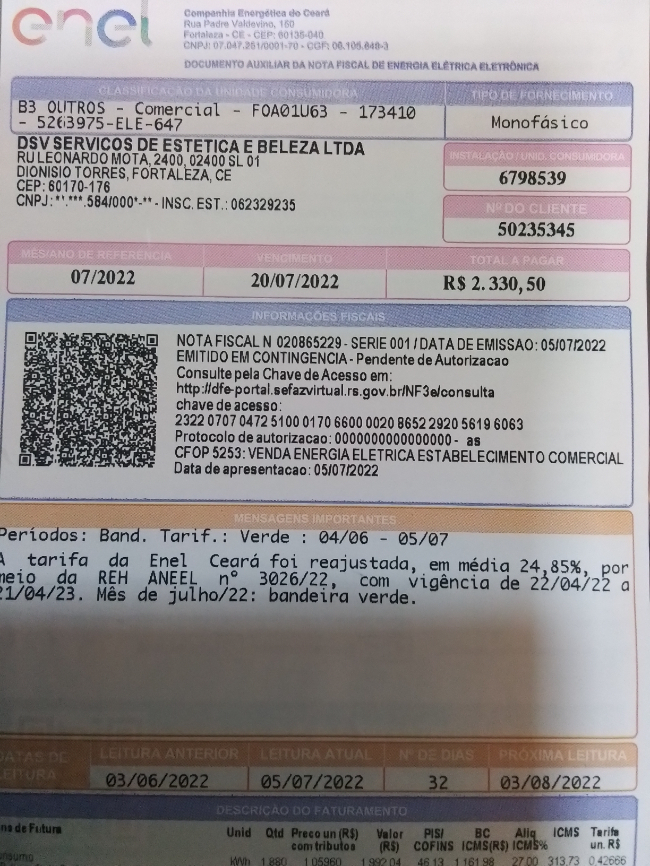 enel
Companhia Energética do Ceará
Rua Padre Valdevino, 150
Fortaleza - CE - CEP: 60135-040
CNPJ: 07.047.251/0001-70 - CGF: 06.105.848-3
DOCUMENTO AUXILIAR DA NOTA FISCAL DE ENERGIA ELÉTRICA ELETRÔNICA
CLASSIFICAÇÃO DA UNIDADE CONSUMIDORA
TIPO DE FORNECIMENTO
B3 OUTROS - Comercial - FOA01U63 - 173410
- 5263975-ELE-647
Monofásico
DSV SERVICOS DE ESTETICA E BELEZA LTDA
RU LEONARDO MOTA, 2400, 02400 SL 01
DIONISIO TORRES, FORTALEZA, CE
CEP: 60170-176
CNPJ: **.***.584/000*-** - INSC. EST.: 062329235
INSTALAÇÃO / UNID. CONSUMIDORA
6798539
Nº DO CLIENTE
50235345
MÊS/ANO DE REFERÊNCIA
VENCIMENTO
TOTAL A PAGAR
07/2022
20/07/2022
R$ 2.330,50
INFORMAÇÕES FISCAIS
NOTA FISCAL N 020865229 - SERIE 001 / DATA DE EMISSAO: 05/07/2022
EMITIDO EM CONTINGENCIA - Pendente de Autorizacao
Consulte pela Chave de Acesso em:
http://dfe-portal.sefazvirtual.rs.gov.br/NF3e/consulta
chave de acesso:
2322 0707 0472 5100 0170 6600 0020 8652 2920 5619 6063
Protocolo de autorizacao: 0000000000000000 - as
CFOP 5253: VENDA ENERGIA ELETRICA ESTABELECIMENTO COMERCIAL
Data de apresentacao: 05/07/2022
MENSAGENS IMPORTANTES
Períodos: Band. Tarif.: Verde : 04/06 - 05/07
A tarifa da Enel Ceará foi reajustada, em média 24,85%, por
meio da REH ANEEL nº 3026/22, com vigência de 22/04/22 a
21/04/23. Mês de julho/22: bandeira verde.
DATAS DE LEITURA
LEITURA ANTERIOR
LEITURA ATUAL
Nº DE DIAS
PRÓXIMA LEITURA
03/06/2022
05/07/2022
32
03/08/2022
DESCRIÇÃO DO FATURAMENTO
ns de Fatura Unid Qtd Preco un (R$) com tributos Valor (R$) PIS/ COFINS BC ICMS(R$) Aliq ICMS% ICMS Tarifa un. R$
nsumo kWh 1.880 1,05960 1.992,04 46,13 1.161,98 27,00 313,73 0,42666